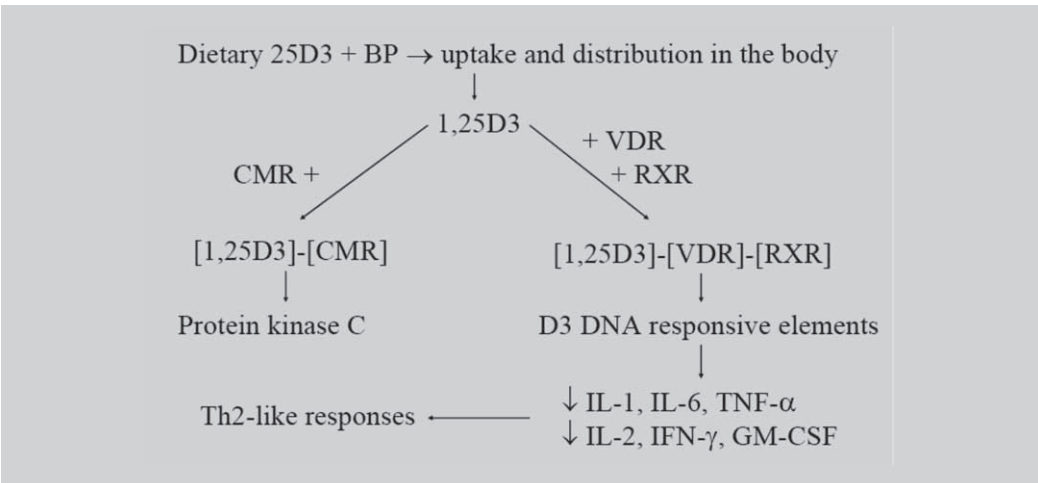 Dietary 25D3 + BP → uptake and distribution in the body
1,25D3
+ VDR
CMR +
+ RXR
[1,25D3]-[CMR]
[1,25D3]-[VDR]-[RXR]
Protein kinase C
D3 DNA responsive elements
↓ IL-1, IL-6, TNF-α
Th2-like responses
↓ IL-2, IFN-γ, GM-CSF